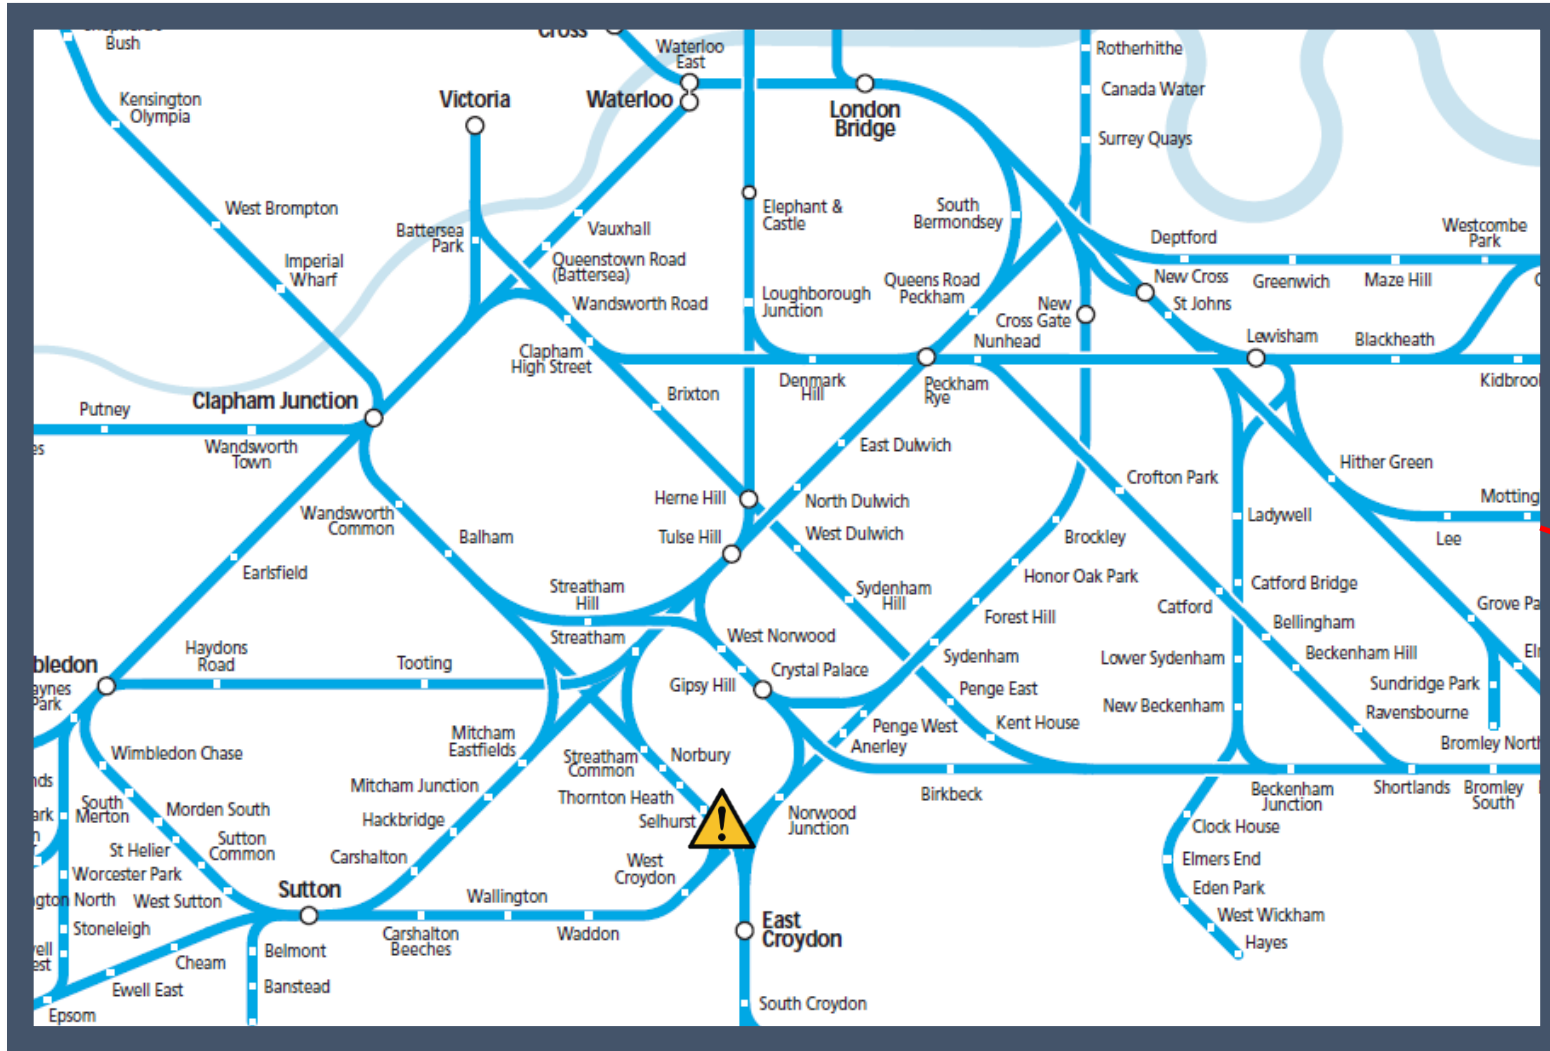 Bush
Cross
Waterloo
East
Rotherhithe
Kensington
Olympia
Victoria
Waterloo
London
Bridge
Canada Water
Surrey Quays
West Brompton
Battersea
Park
Vauxhall
Elephant &
Castle
South
Bermondsey
Deptford
Westcombe
Park
Imperial
Wharf
Queenstown Road
(Battersea)
Wandsworth Road
Loughborough
Junction
Queens Road
Peckham
New
Cross Gate
New Cross
St Johns
Greenwich
Maze Hill
Clapham
High Street
Nunhead
Lewisham
Blackheath
Putney
Clapham Junction
Brixton
Denmark
Hill
Peckham
Rye
Wandsworth
Town
East Dulwich
Hither Green
Crofton Park
Herne Hill
North Dulwich
Wandsworth
Common
Balham
Tulse Hill
West Dulwich
Brockley
Ladywell
Lee
Earlsfield
Streatham
Hill
Sydenham
Hill
Honor Oak Park
Forest Hill
Catford
Catford Bridge
Bellingham
Streatham
West Norwood
Haydons
Road
Tooting
Gipsy Hill
Crystal Palace
Sydenham
Lower Sydenham
Beckenham Hill
Sundridge Park
Penge East
Kent House
New Beckenham
Ravensbourne
Park
Penge West
Anerley
Wimbledon Chase
Mitcham
Eastfields
Streatham
Common
Norbury
Mitcham Junction
Thornton Heath
Birkbeck
Beckenham
Junction
Shortlands
Bromley
South
South
Merton
Morden South
Hackbridge
Selhurst
Norwood
Junction
Clock House
St Helier
Sutton
Common
Carshalton
West
Croydon
Elmers End
Worcester Park
West Sutton
Sutton
Wallington
Eden Park
Stoneleigh
Carshalton
Beeches
Waddon
East
Croydon
West Wickham
Hayes
Cheam
Belmont
Ewell East
Banstead
Epsom
South Croydon